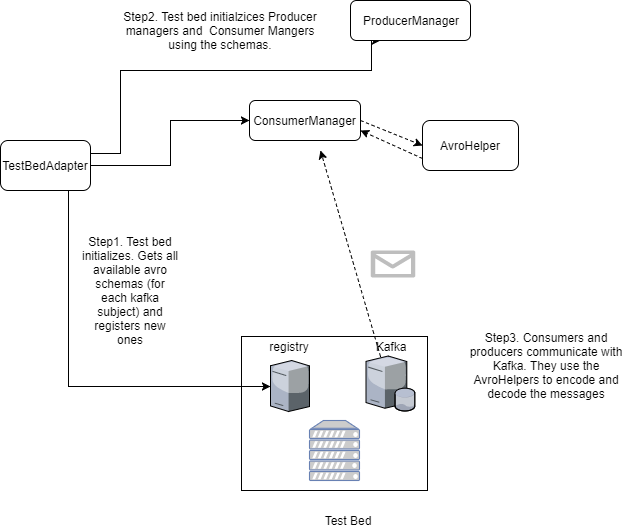 Step2. Test bed initialzices Producer
managers and  Consumer Mangers
using the schemas.
ProducerManager
ConsumerManager
AvroHelper
TestBedAdapter
Step1. Test bed
initializes. Gets all
available avro
schemas (for
each kafka
subject) and
registers new
ones
registry
Kafka
Step3. Consumers and
producers communicate with
Kafka. They use the
AvroHelpers to encode and
decode the messages
Test Bed